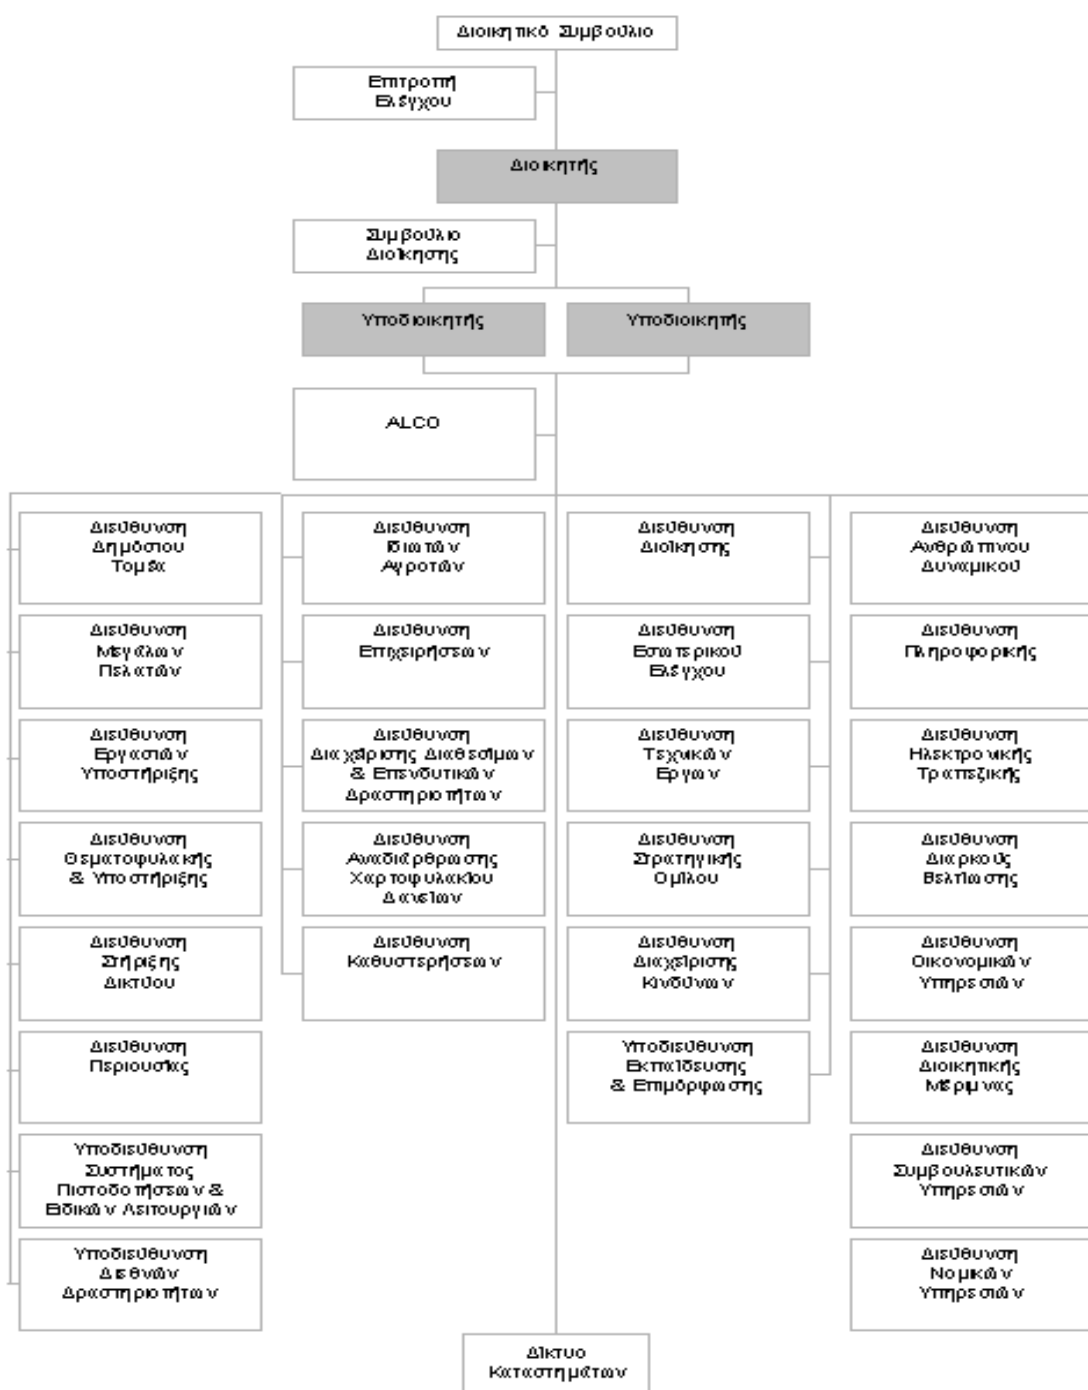 Διοικητικό Συμβούλιο
Επιτροπή
Ελέγχου
Διοικητής
Συμβούλιο
Διοίκησης
Υποδιοικητής
Υποδιοικητής
ALCO
Διεύθυνση
Δημόσιου
Τομέα
Διεύθυνση
Μεγάλων
Πελατών
Διεύθυνση
Εργασιών
Υποστήριξης
Διεύθυνση
Θεματοφυλακής
& Υποστήριξης
Διεύθυνση
Στήριξης
Δικτύου
Διεύθυνση
Περιουσίας
Υποδιεύθυνση
Συστήματος
Πιστοδοτήσεων &
Ειδικών Λειτουργιών
Υποδιεύθυνση
Διεθνών
Δραστηριοτήτων
Διεύθυνση
Ιδιωτών
Αγροτών
Διεύθυνση
Επιχειρήσεων
Διεύθυνση
Διαχείρισης Διαθεσίμων
& Επενδυτικών
Δραστηριοτήτων
Διεύθυνση
Αναδιάρθρωσης
Χαρτοφυλακίου
Δανείων
Διεύθυνση
Καθυστερήσεων
Διεύθυνση
Διοίκησης
Διεύθυνση
Εσωτερικού
Ελέγχου
Διεύθυνση
Τεχνικών
Εργων
Διεύθυνση
Στρατηγικής
Ομίλου
Διεύθυνση
Διαχείρισης
Κινδύνων
Υποδιεύθυνση
Εκπαίδευσης
& Επιμόρφωσης
Διεύθυνση
Ανθρώπινου
Δυναμικού
Διεύθυνση
Πληροφορικής
Διεύθυνση
Ηλεκτρονικής
Τραπεζικής
Διεύθυνση
Διαρκούς
Βελτίωσης
Διεύθυνση
Οικονομικών
Υπηρεσιών
Διεύθυνση
Διοικητικής
Μέριμνας
Διεύθυνση
Συμβουλευτικών
Υπηρεσιών
Διεύθυνση
Νομικών
Υπηρεσιών
Δίκτυο
Καταστημάτων